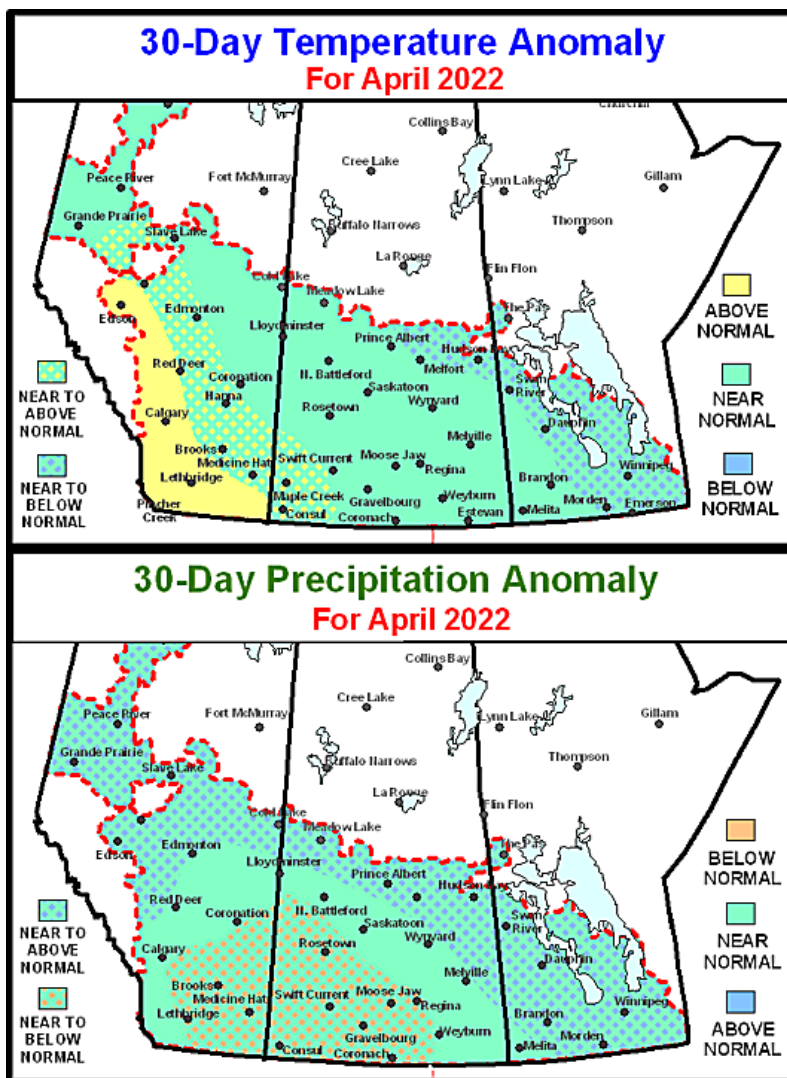 30-Day Temperature Anomaly
For April 2022
Collins Bay
Peace River
Fort McMurray
Cree Lake
Lynn Lake
Gillam
Grande Prairie
Slave Lake
Thompson
La Ronge
Flin Flon
Cold Lake
Meadow Lake
The Pas
Edson
Edmonton
Lloydminster
Prince Albert
Hudson Bay
ABOVE
NORMAL
Red Deer
Melfort
Coronation
N. Battleford
Saskatoon
Swan
River
NEAR TO
ABOVE
NORMAL
Hanna
Rosetown
Wynyard
NEAR
NORMAL
Calgary
Dauphin
Brooks
Melville
Medicine Hat
Swift Current
Moose Jaw
Regina
Winnipeg
NEAR TO
BELOW
NORMAL
Lethbridge
Maple Creek
Weyburn
Brandon
BELOW
NORMAL
Pincher
Creek
Consul
Gravelbourg
Coronach
Estevan
Melita
Morden
Emerson
30-Day Precipitation Anomaly
For April 2022
Collins Bay
Peace River
Fort McMurray
Cree Lake
Lynn Lake
Gillam
Grande Prairie
Slave Lake
Thompson
La Ronge
Flin Flon
Cold Lake
Meadow Lake
The Pas
Edson
Edmonton
Lloydminster
Prince Albert
Hudson Bay
BELOW
NORMAL
Red Deer
Coronation
N. Battleford
Saskatoon
Swan
River
NEAR TO
ABOVE
NORMAL
Calgary
Rosetown
Wynyard
NEAR
NORMAL
Dauphin
Brooks
Melville
Medicine Hat
Swift Current
Moose Jaw
Regina
Winnipeg
NEAR TO
BELOW
NORMAL
Lethbridge
Gravelbourg
Weyburn
Brandon
ABOVE
NORMAL
Consul
Coronach
Melita
Morden